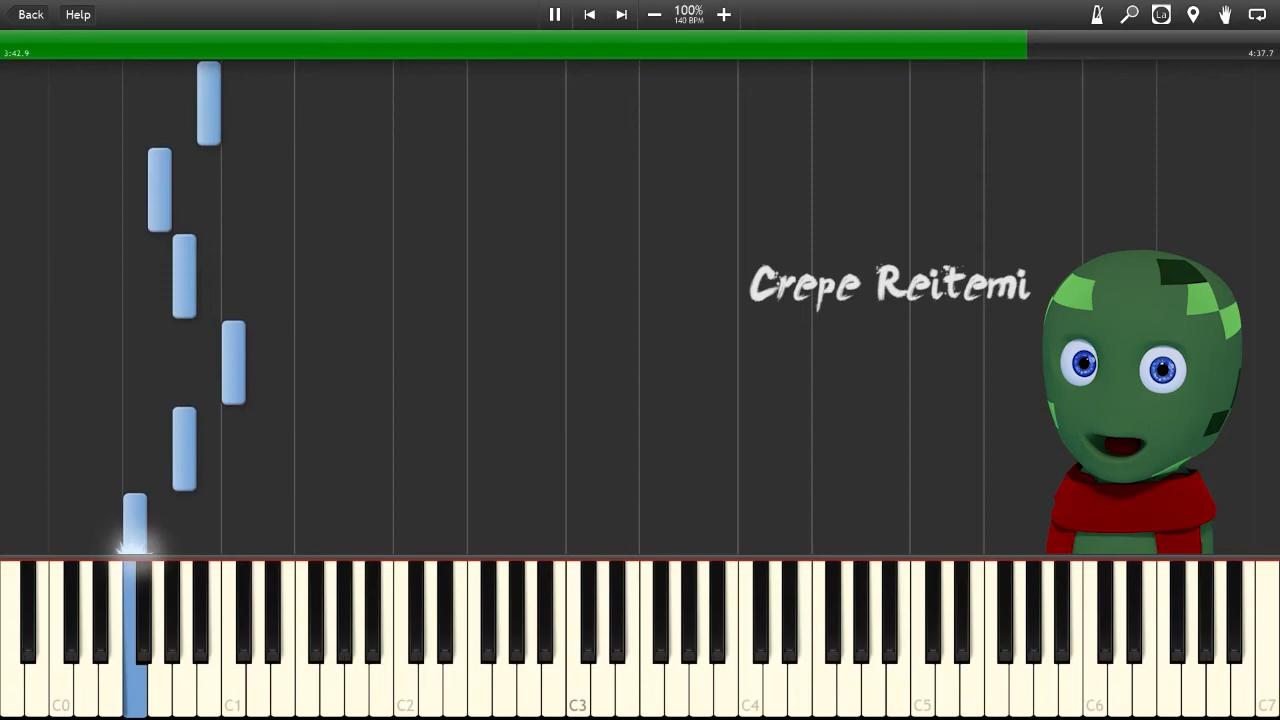 Back Help 100% La
140 BPM
3:42.9 4:37.7
Crepe Reitemi
C0 C1 C2 C3 C4 C5 C6 C7